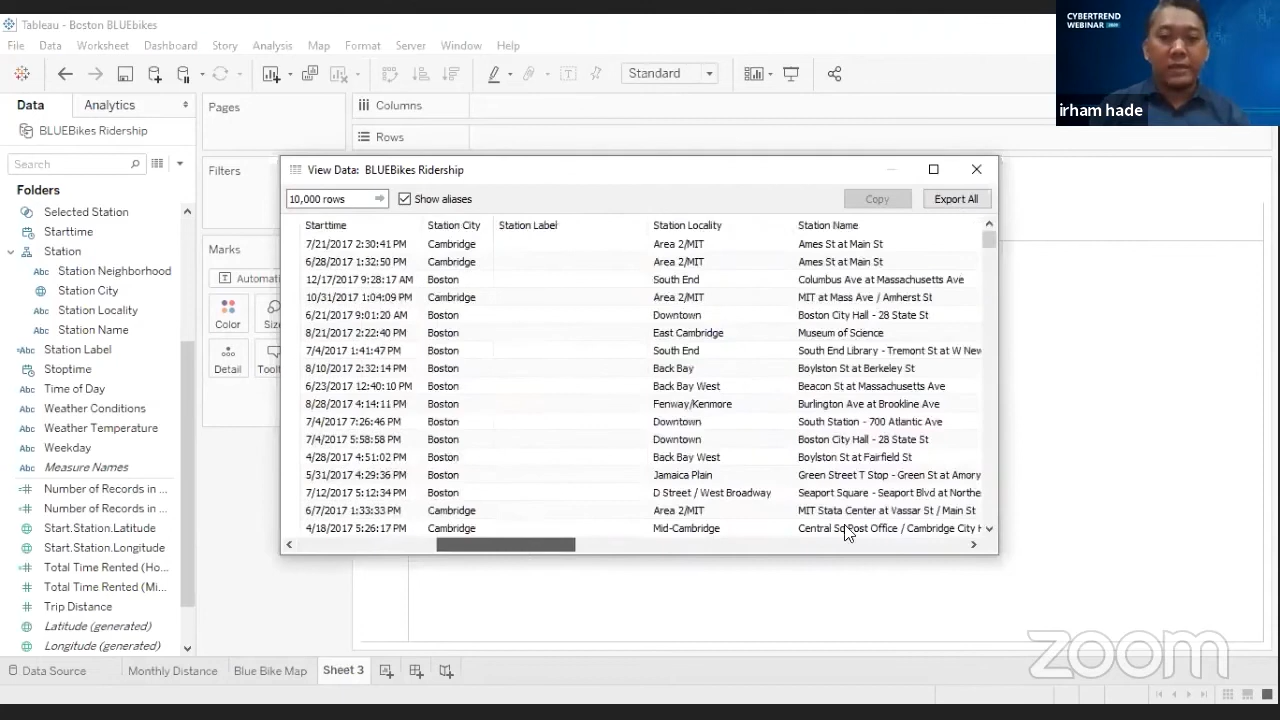 Tableau - Boston BLUEbikes
File Data Worksheet Dashboard Story Analysis Map Format Server Window Help
CYBERTREND
WEBINAR
irham hade
Standard
Data Analytics
BLUEBikes Ridership
Search
Folders
Selected Station
Starttime
Station
Abc Station Neighborhood
Station City
Abc Station Locality
Abc Station Name
Abc Station Label
Stoptime
Abc Time of Day
Abc Weather Conditions
Abc Weather Temperature
Abc Weekday
Abc Measure Names
Number of Records in ...
Number of Records in ...
Start.Station.Latitude
Start.Station.Longitude
Total Time Rented (Ho...
Total Time Rented (Mi...
Trip Distance
Latitude (generated)
Longitude (generated)
Pages
Filters
Marks
Automati
Color Siz
Detail Toolt
Columns
Rows
View Data: BLUEBikes Ridership
10,000 rows Show aliases Copy Export All
Starttime Station City Station Label Station Locality Station Name
7/21/2017 2:30:41 PM Cambridge Area 2/MIT Ames St at Main St
6/28/2017 1:32:50 PM Cambridge Area 2/MIT Ames St at Main St
12/17/2017 9:28:17 AM Boston South End Columbus Ave at Massachusetts Ave
10/31/2017 1:04:09 PM Cambridge Area 2/MIT MIT at Mass Ave / Amherst St
6/21/2017 9:01:20 AM Boston Downtown Boston City Hall - 28 State St
8/21/2017 2:22:40 PM Boston East Cambridge Museum of Science
7/4/2017 1:41:47 PM Boston South End South End Library - Tremont St at W New
8/10/2017 2:32:14 PM Boston Back Bay Boylston St at Berkeley St
6/23/2017 12:40:10 PM Boston Back Bay West Beacon St at Massachusetts Ave
8/28/2017 4:14:11 PM Boston Fenway/Kenmore Burlington Ave at Brookline Ave
7/4/2017 7:26:46 PM Boston Downtown South Station - 700 Atlantic Ave
7/4/2017 5:58:58 PM Boston Downtown Boston City Hall - 28 State St
4/28/2017 4:51:02 PM Boston Back Bay West Boylston St at Fairfield St
5/31/2017 4:29:36 PM Boston Jamaica Plain Green Street T Stop - Green St at Amory
7/12/2017 5:12:34 PM Boston D Street / West Broadway Seaport Square - Seaport Blvd at Northe
6/7/2017 1:33:33 PM Cambridge Area 2/MIT MIT Stata Center at Vassar St / Main St
4/18/2017 5:26:17 PM Cambridge Mid-Cambridge Central Sq Post Office / Cambridge City H
zoom
Data Source Monthly Distance Blue Bike Map Sheet 3